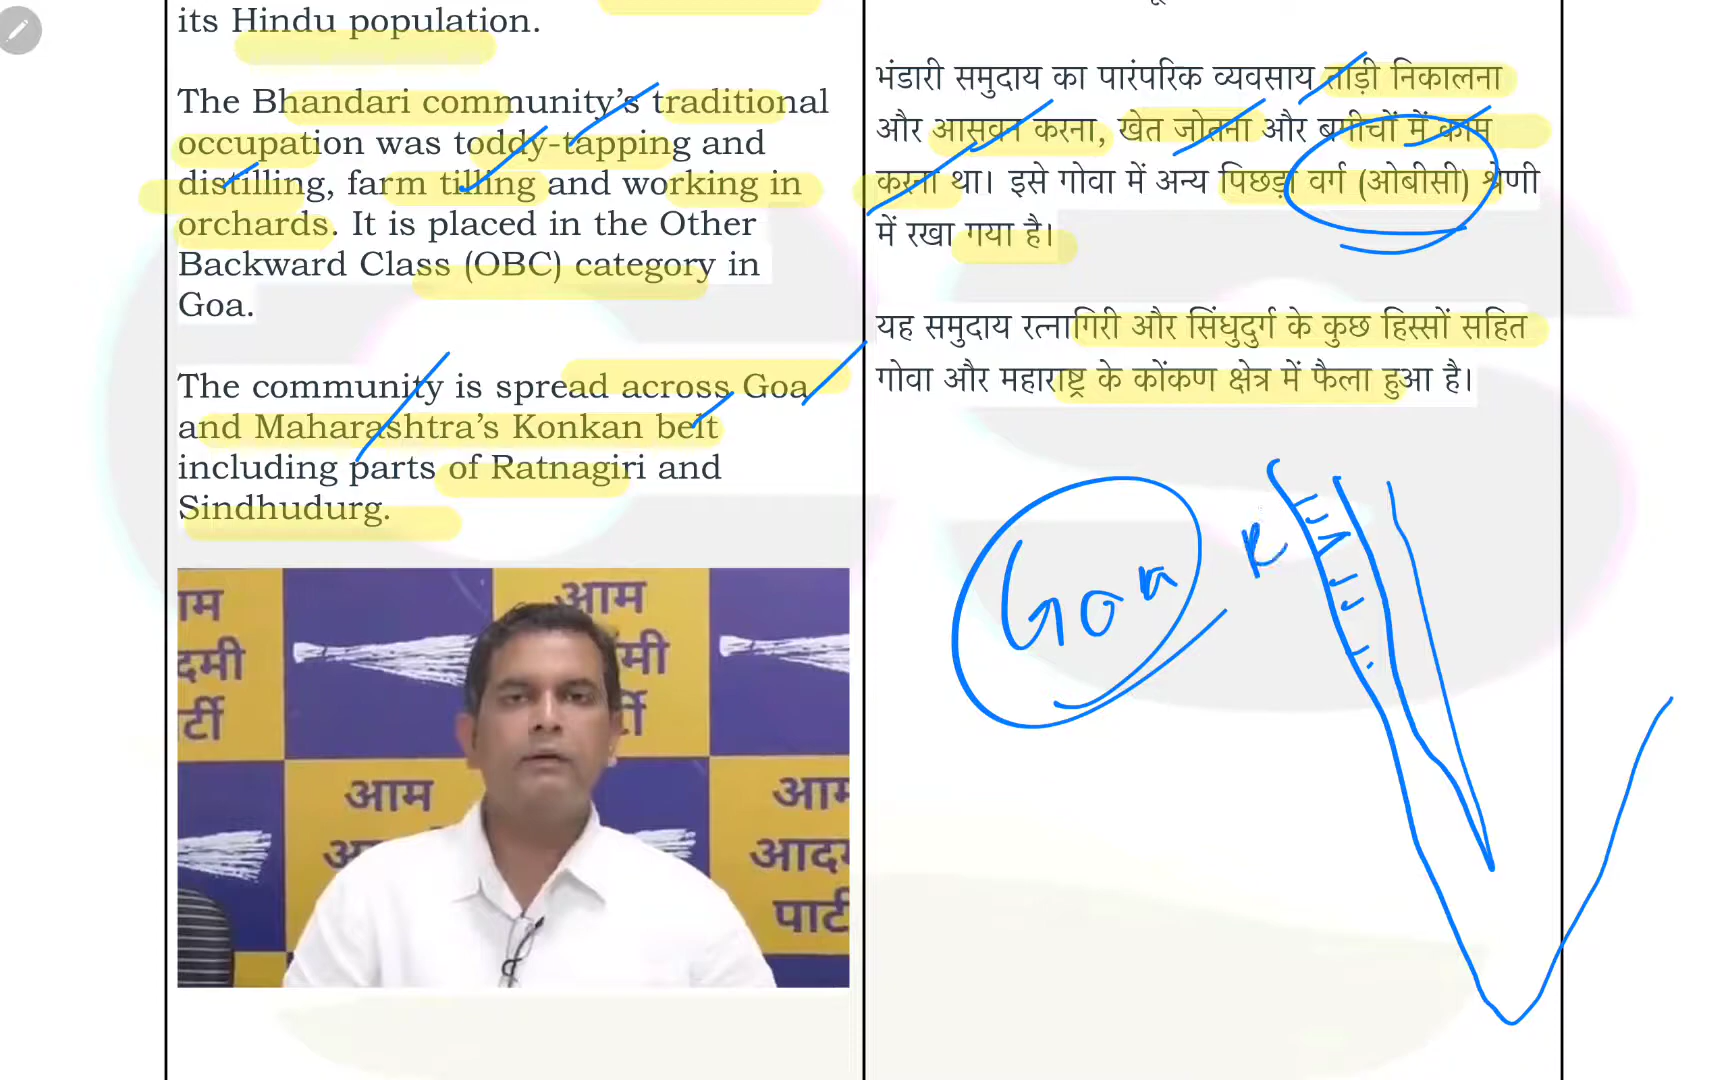 its Hindu population.
The Bhandari community's traditional
occupation was toddy-tapping and
distilling, farm tilling and working in
orchards. It is placed in the Other
Backward Class (OBC) category in
Goa.
The community is spread across Goa
and Maharashtra's Konkan belt
including parts of Ratnagiri and
Sindhudurg.
भंडारी समुदाय का पारंपरिक व्यवसाय ताड़ी निकालना
और आसवन करना, खेत जोतना और बगीचों में काम
करना था। इसे गोवा में अन्य पिछड़ा वर्ग (ओबीसी) श्रेणी
में रखा गया है।
यह समुदाय रत्नागिरी और सिंधुदुर्ग के कुछ हिस्सों सहित
गोवा और महाराष्ट्र के कोंकण क्षेत्र में फैला हुआ है।
Goa
K
आम
आम
आदमी
पार्टी